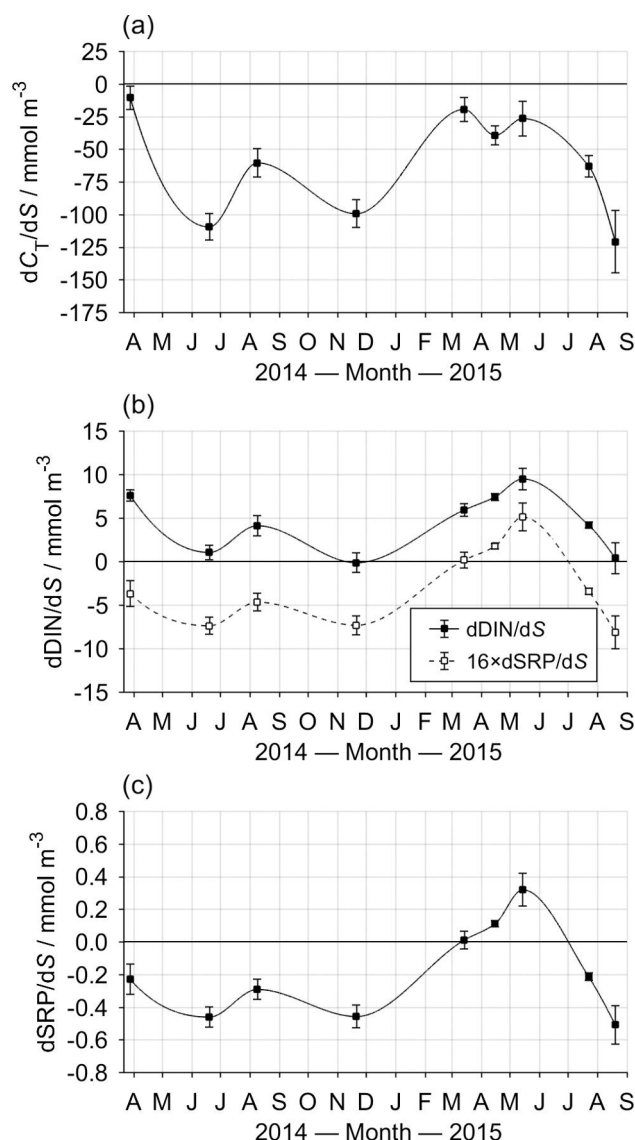 (a)
25
0
-25
-50
-75
-100
-125
-150
-175
dC_T/dS / mmol m⁻³
A M J J A S O N D J F M A M J J A S
2014 — Month — 2015
(b)
15
10
5
0
-5
-10
-15
dDIN/dS / mmol m⁻³
dDIN/dS
16×dSRP/dS
A M J J A S O N D J F M A M J J A S
2014 — Month — 2015
(c)
0.8
0.6
0.4
0.2
0.0
-0.2
-0.4
-0.6
-0.8
dSRP/dS / mmol m⁻³
A M J J A S O N D J F M A M J J A S
2014 — Month — 2015